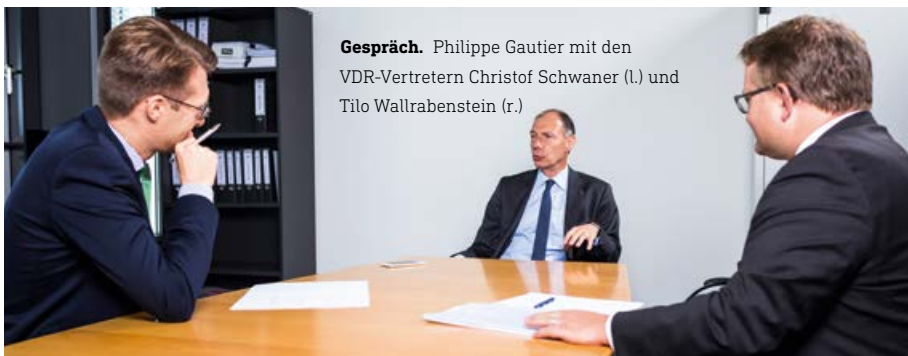 Gespräch. Philippe Gautier mit den
VDR-Vertretern Christof Schwaner (l.) und
Tilo Wallrabenstein (r.)